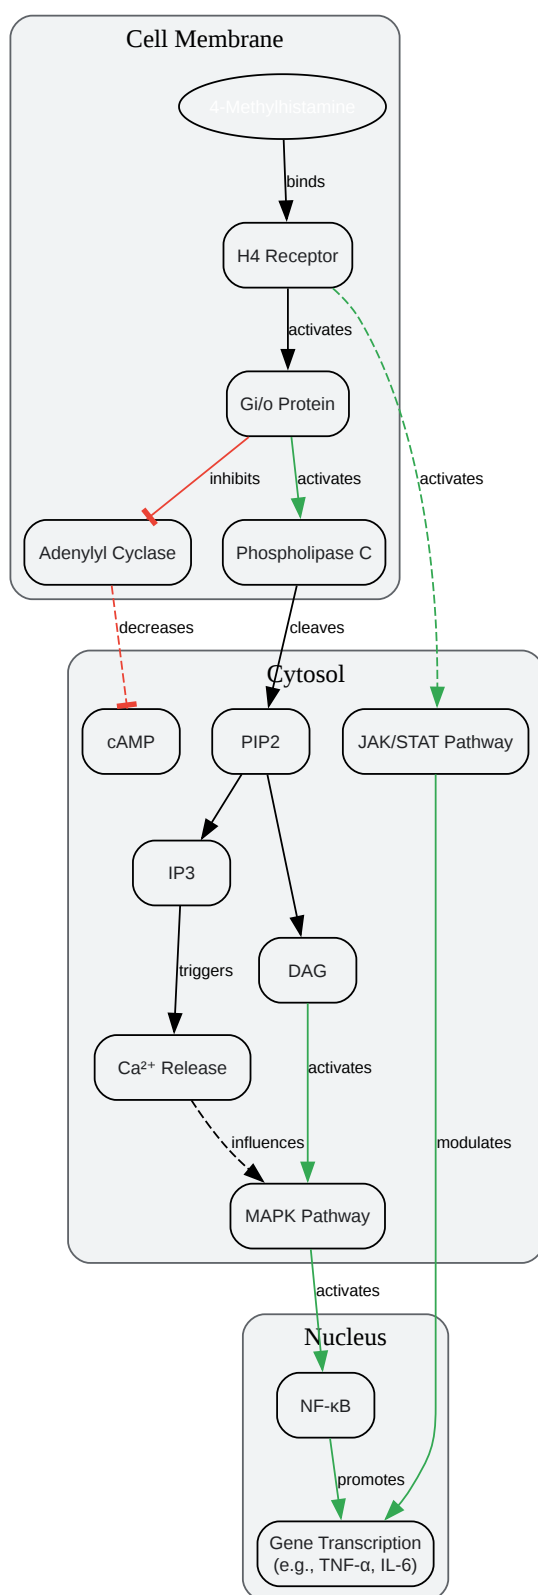 Cell Membrane
4-Methylhistamine
binds
H4 Receptor
activates
Gi/o Protein
activates
inhibits
activates
Adenylyl Cyclase
Phospholipase C
decreases
cleaves
Cytosol
cAMP
PIP2
JAK/STAT Pathway
IP3
triggers
DAG
Ca²⁺ Release
activates
influences
modulates
MAPK Pathway
activates
Nucleus
NF-κB
promotes
Gene Transcription
(e.g., TNF-α, IL-6)